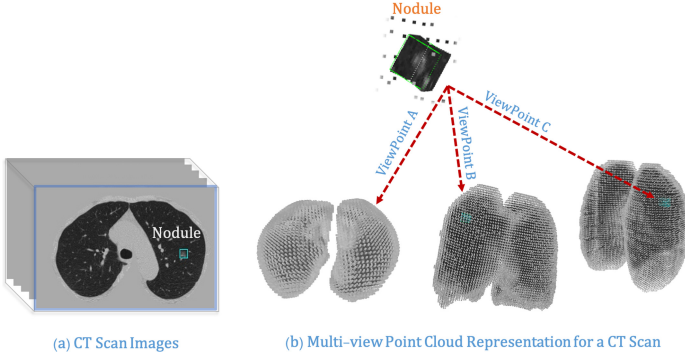 Nodule
ViewPoint A
ViewPoint B
ViewPoint C
Nodule
(a) CT Scan Images
(b) Multi-view Point Cloud Representation for a CT Scan